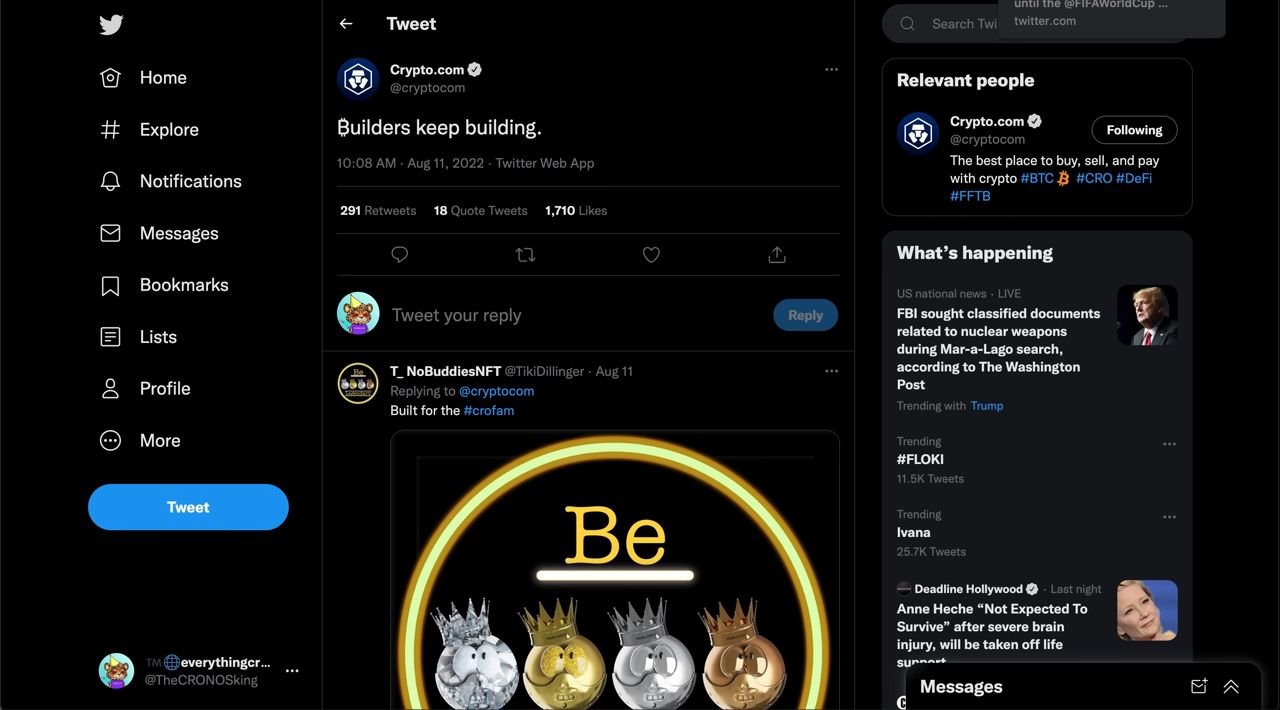 Home
Explore
Notifications
Messages
Bookmarks
Lists
Profile
More
Tweet
TM🌐everythingcr...
@TheCRONOSking
Tweet
Crypto.com
@cryptocom
₿uilders keep building.
10:08 AM · Aug 11, 2022 · Twitter Web App
291 Retweets 18 Quote Tweets 1,710 Likes
Tweet your reply
Reply
T_ NoBuddiesNFT @TikiDillinger · Aug 11
Replying to @cryptocom
Built for the #crofam
Be
until the @FIFAWorldCup ...
twitter.com
Search Twi
Relevant people
Crypto.com
@cryptocom
Following
The best place to buy, sell, and pay
with crypto #BTC #CRO #DeFi
#FFTB
What's happening
US national news · LIVE
FBI sought classified documents
related to nuclear weapons
during Mar-a-Lago search,
according to The Washington
Post
Trending with Trump
Trending
#FLOKI
11.5K Tweets
Trending
Ivana
25.7K Tweets
Deadline Hollywood · Last night
Anne Heche “Not Expected To
Survive” after severe brain
injury, will be taken off life
support
Messages